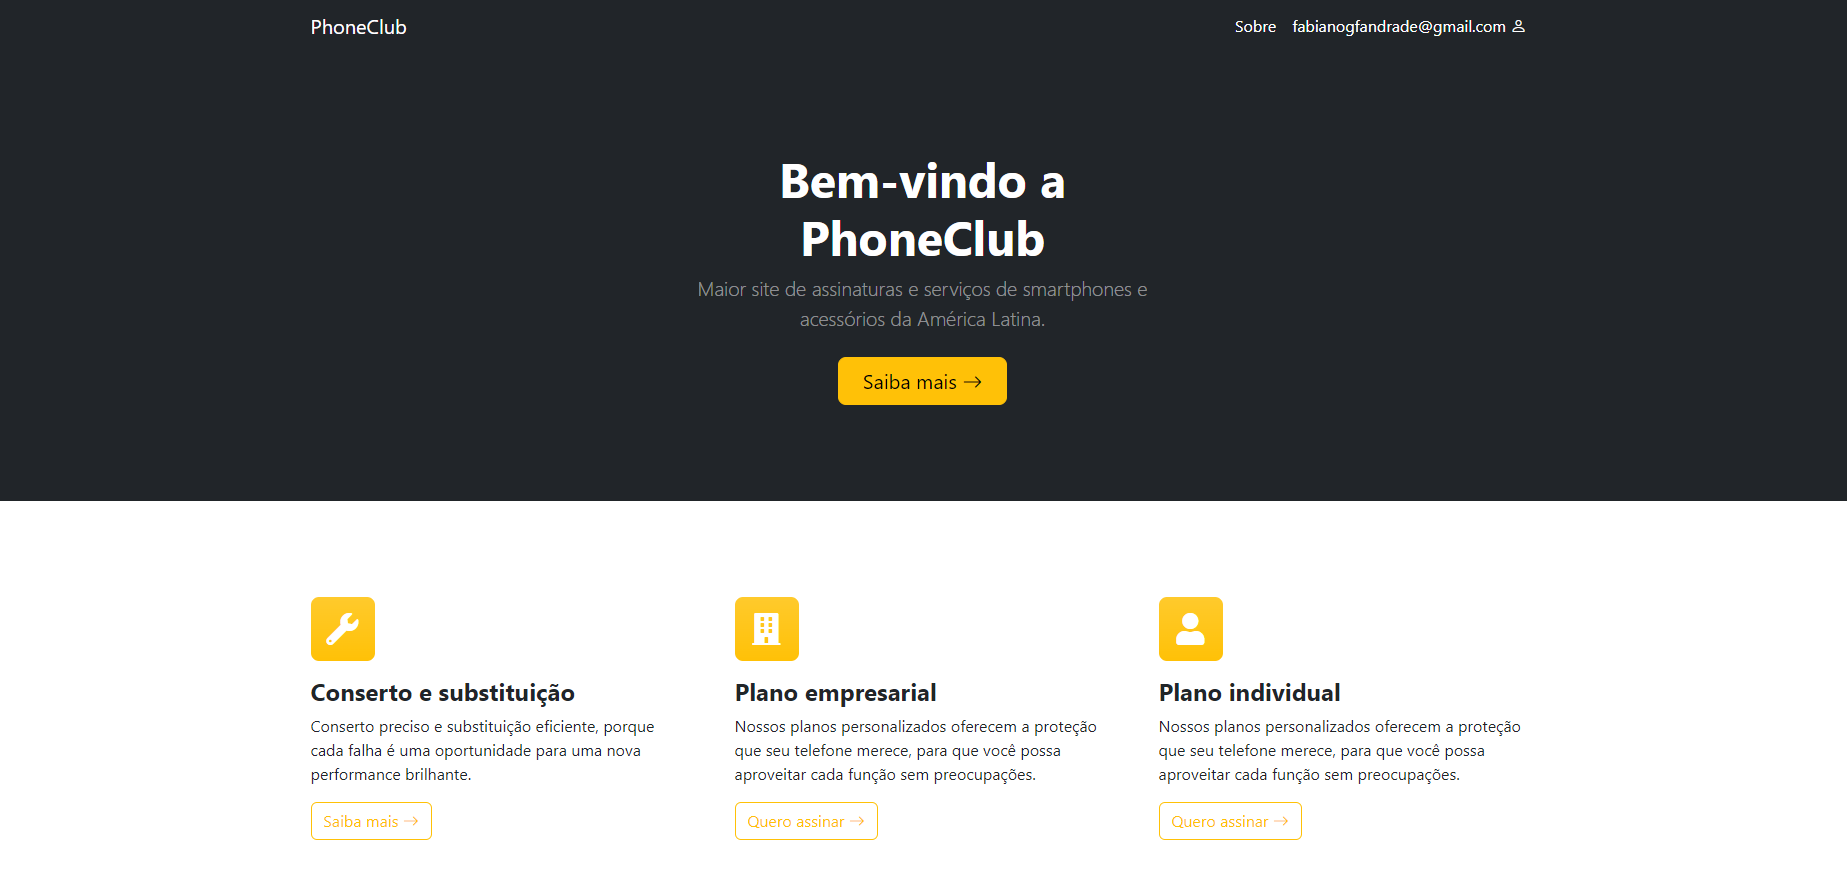 PhoneClub
Sobre
fabianogfandrade@gmail.com
Bem-vindo a
PhoneClub
Maior site de assinaturas e serviços de smartphones e
acessórios da América Latina.
Saiba mais →
Conserto e substituição
Conserto preciso e substituição eficiente, porque
cada falha é uma oportunidade para uma nova
performance brilhante.
Saiba mais →
Plano empresarial
Nossos planos personalizados oferecem a proteção
que seu telefone merece, para que você possa
aproveitar cada função sem preocupações.
Quero assinar →
Plano individual
Nossos planos personalizados oferecem a proteção
que seu telefone merece, para que você possa
aproveitar cada função sem preocupações.
Quero assinar →